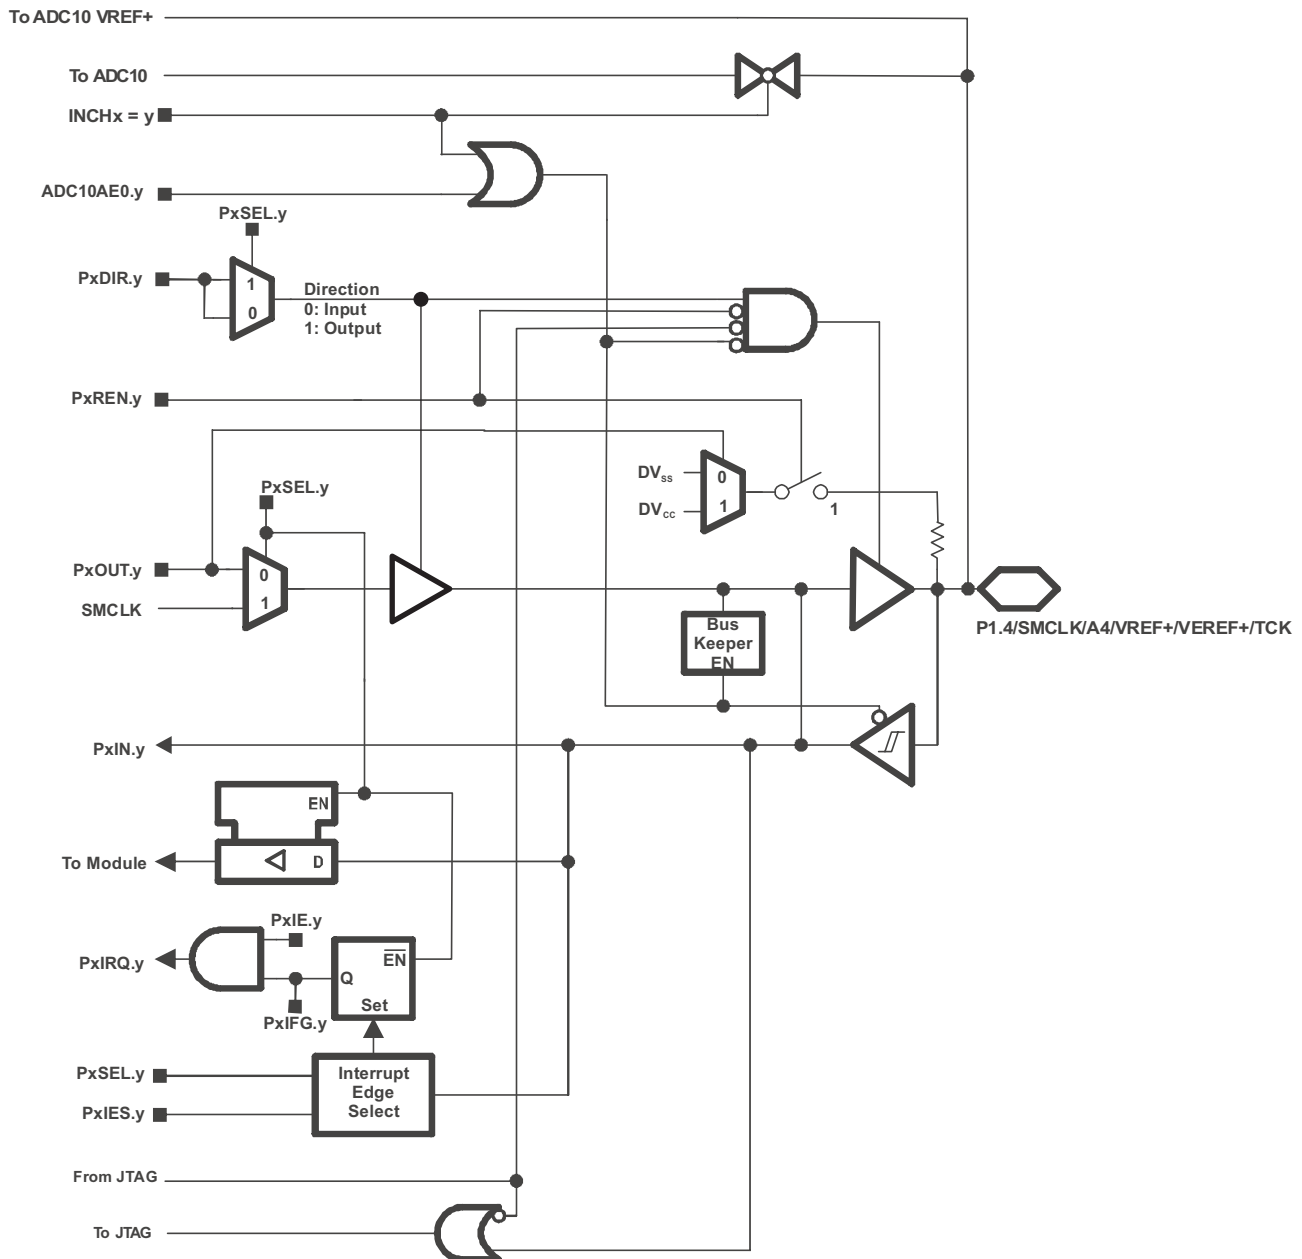 To ADC10 VREF+
To ADC10
INCHx = y
ADC10AE0.y
PxSEL.y
PxDIR.y
1
0
Direction
0: Input
1: Output
PxREN.y
DVss
0
DVcc
1
1
PxSEL.y
PxOUT.y
0
SMCLK
1
Bus
Keeper
EN
P1.4/SMCLK/A4/VREF+/VEREF+/TCK
PxIN.y
EN
To Module
D
PxIE.y
PxIRQ.y
EN
Q
Set
PxIFG.y
PxSEL.y
PxIES.y
Interrupt
Edge
Select
From JTAG
To JTAG